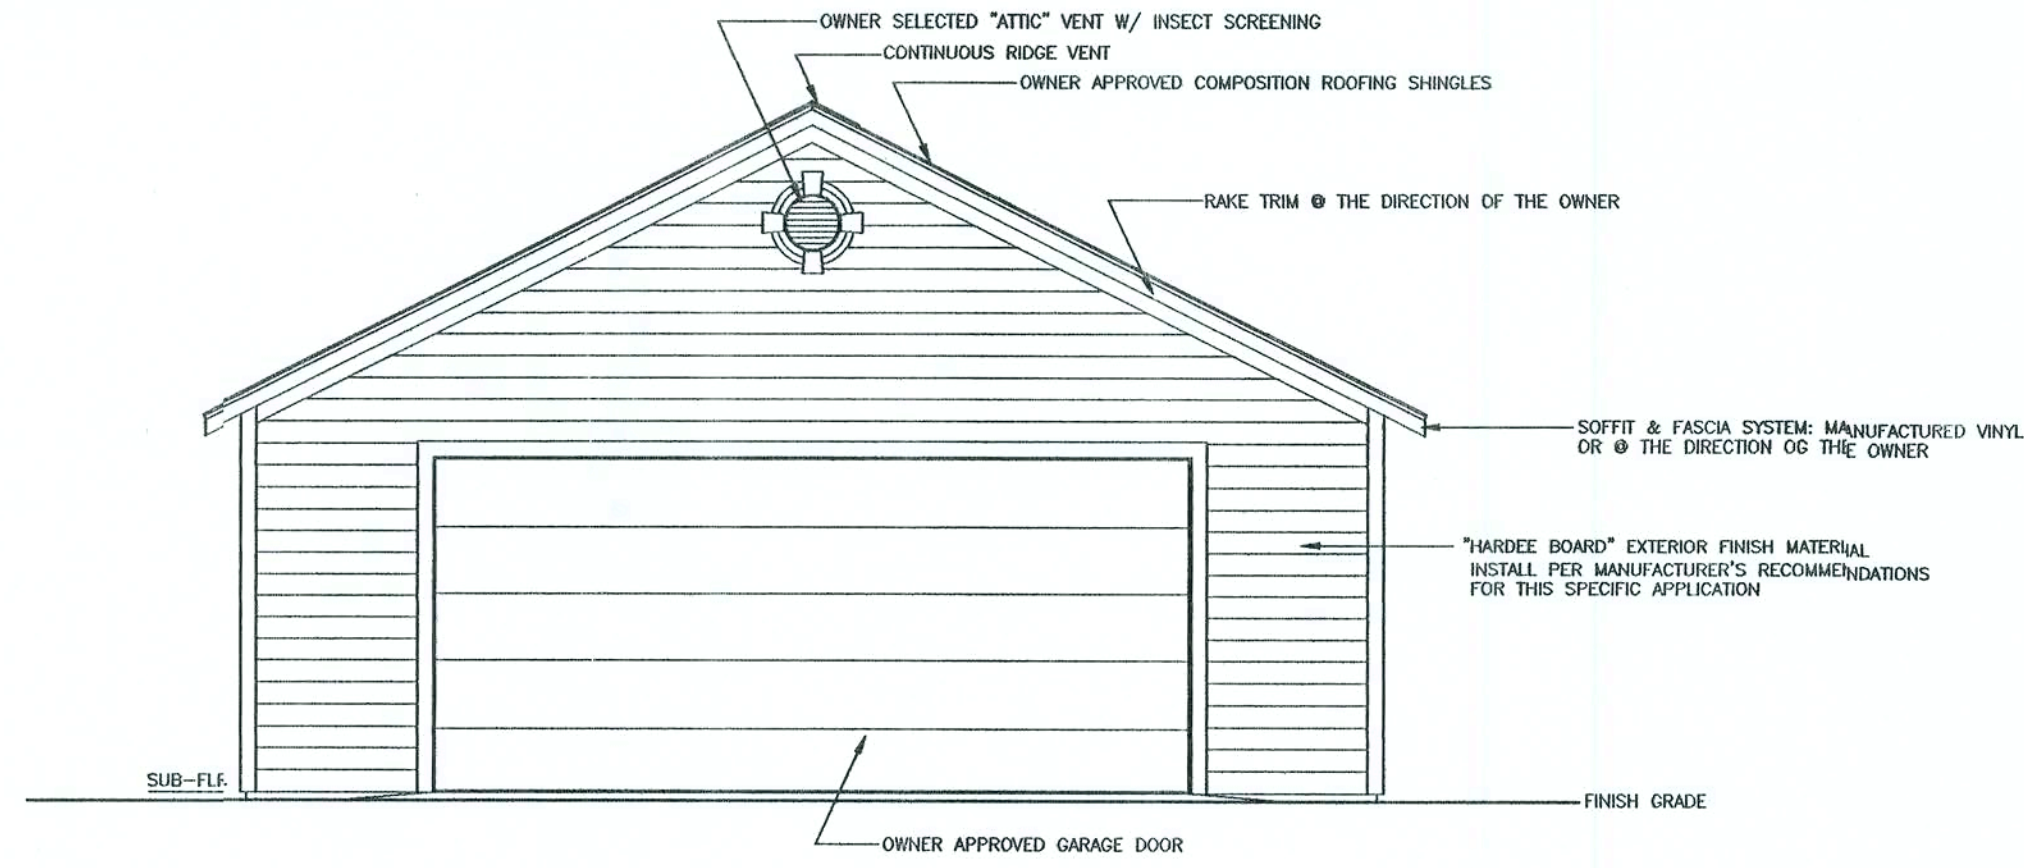 OWNER SELECTED "ATTIC" VENT W/ INSECT SCREENING
CONTINUOUS RIDGE VENT
OWNER APPROVED COMPOSITION ROOFING SHINGLES
RAKE TRIM @ THE DIRECTION OF THE OWNER
SOFFIT & FASCIA SYSTEM: MANUFACTURED VINYL
OR @ THE DIRECTION OG THE OWNER
"HARDEE BOARD" EXTERIOR FINISH MATERIAL
INSTALL PER MANUFACTURER'S RECOMMENDATIONS
FOR THIS SPECIFIC APPLICATION
SUB-FLR.
FINISH GRADE
OWNER APPROVED GARAGE DOOR